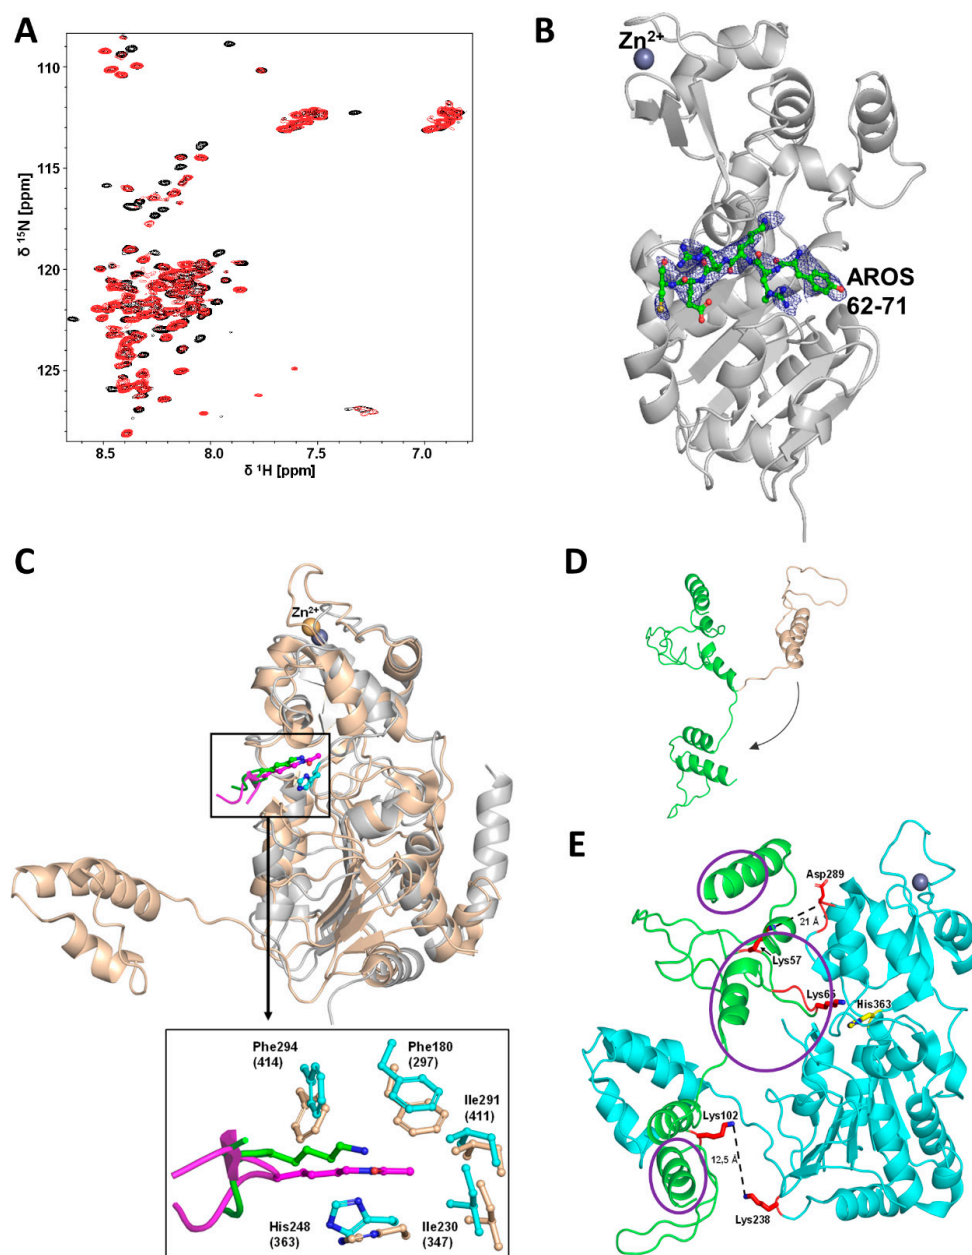 A
110
115
120
125
δ ¹⁵N [ppm]
8.5
8.0
7.5
7.0
δ ¹H [ppm]
B
Zn²⁺
AROS
62-71
C
Zn²⁺
Phe294
(414)
Phe180
(297)
Ile291
(411)
His248
(363)
Ile230
(347)
D
E
Asp289
21 Å
Lys57
Lys65
His363
Lys102
12,5 Å
Lys238